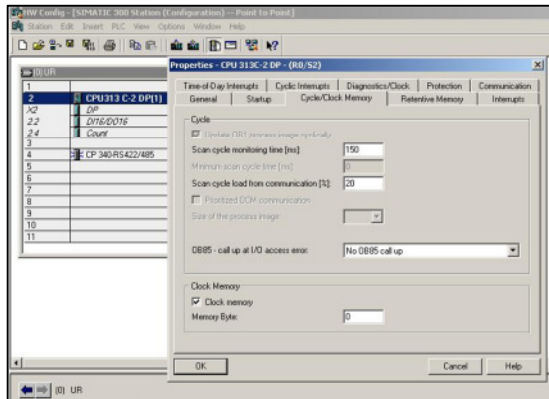 HW Config - [SIMATIC 300 Station (Configuration) -- Point to Point]
Station Edit Insert PLC View Options Window Help
(0) UR
1
2 CPU313 C-2 DP(1)
X2 DP
2.2 DI16/DO16
2.4 Count
3
4 CP 340-RS422/485
5
6
7
8
9
10
11
Properties - CPU 313C-2 DP - (R0/S2)
Time-of-Day Interrupts Cyclic Interrupts Diagnostics/Clock Protection Communication
General Startup Cycle/Clock Memory Retentive Memory Interrupts
Cycle
Update OB1 process image cyclically
Scan cycle monitoring time [ms]: 150
Minimum scan cycle time [ms]: 0
Scan cycle load from communication [%]: 20
Prioritized OCM communication
Size of the process image:
OB85 - call up at I/O access error: No OB85 call up
Clock Memory
Clock memory
Memory Byte: 0
OK Cancel Help
(0) UR